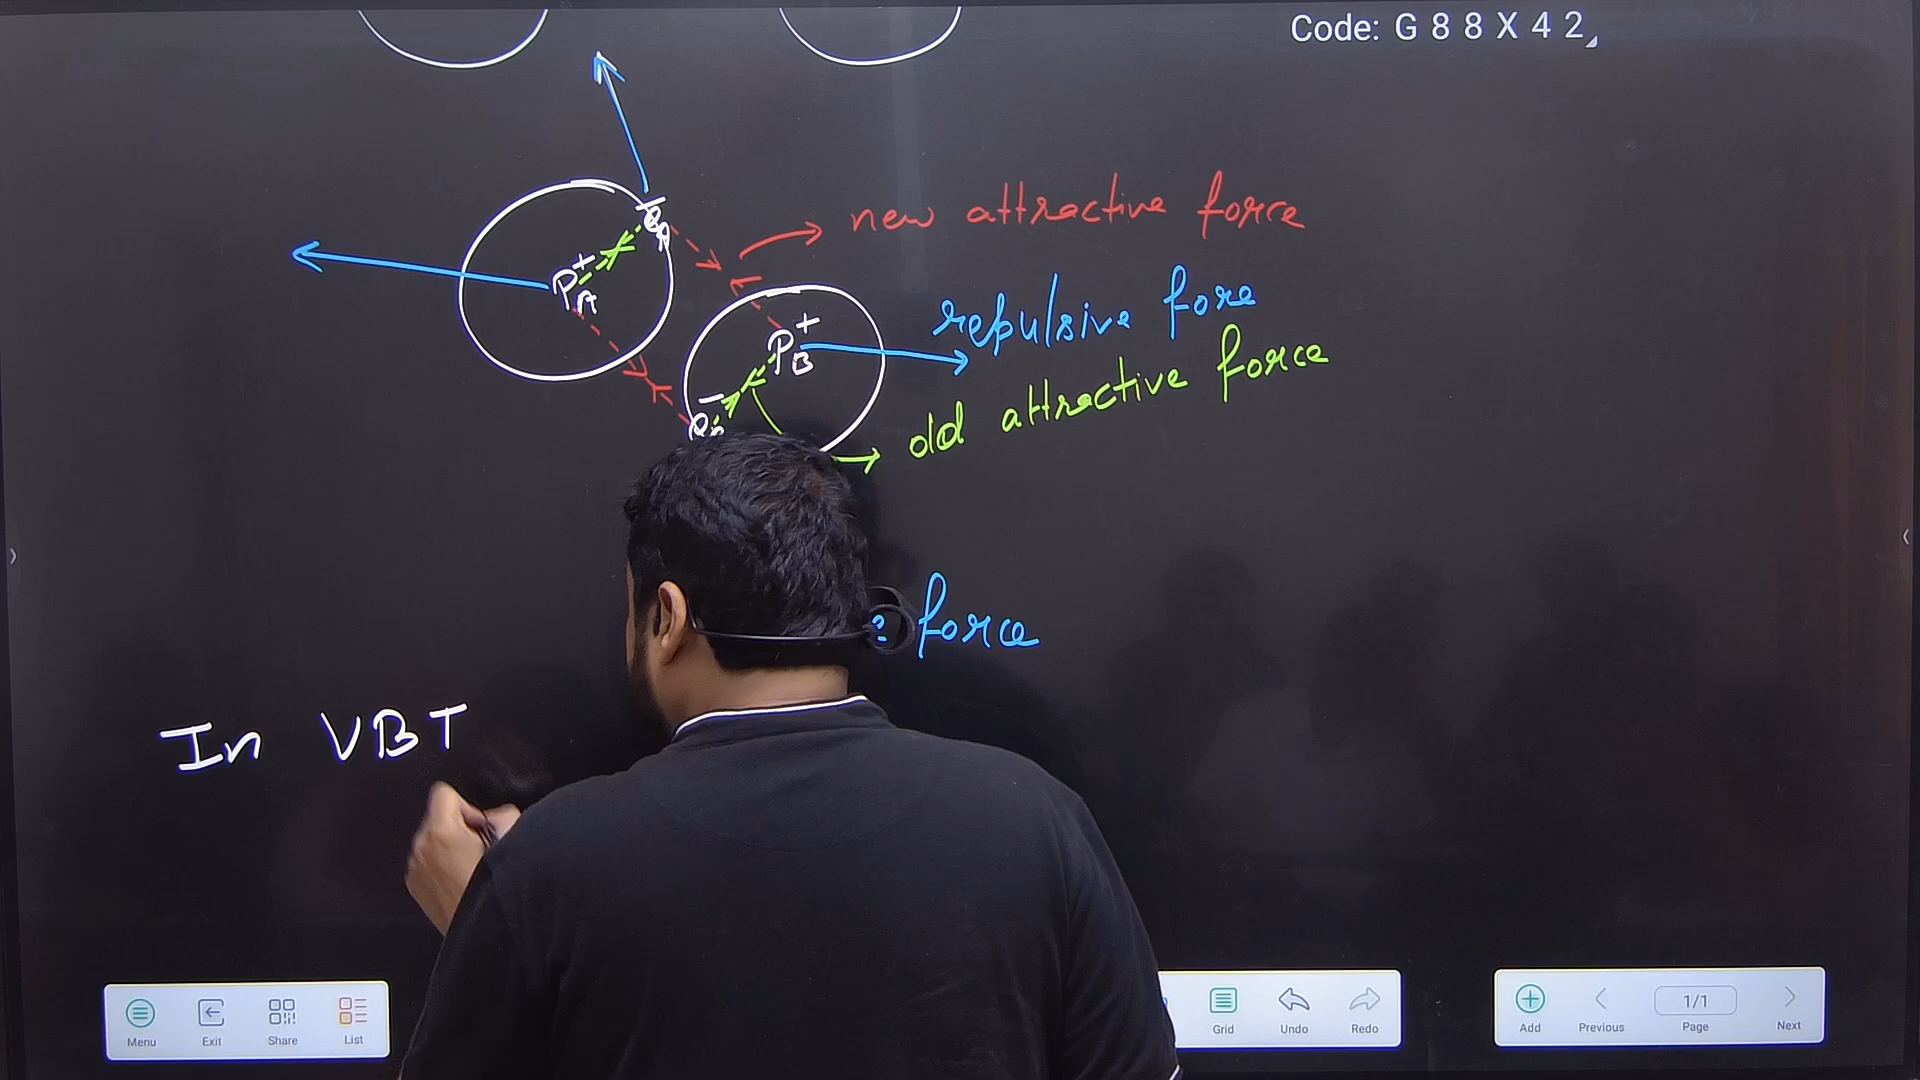 Code: G 8 8 X 4 2
e⁻A
P⁺A
new attractive force
repulsive fore
P⁺B
old attractive force
force
In VBT
Menu
Exit
Share
List
Grid
Undo
Redo
Add
Previous
1/1
Page
Next